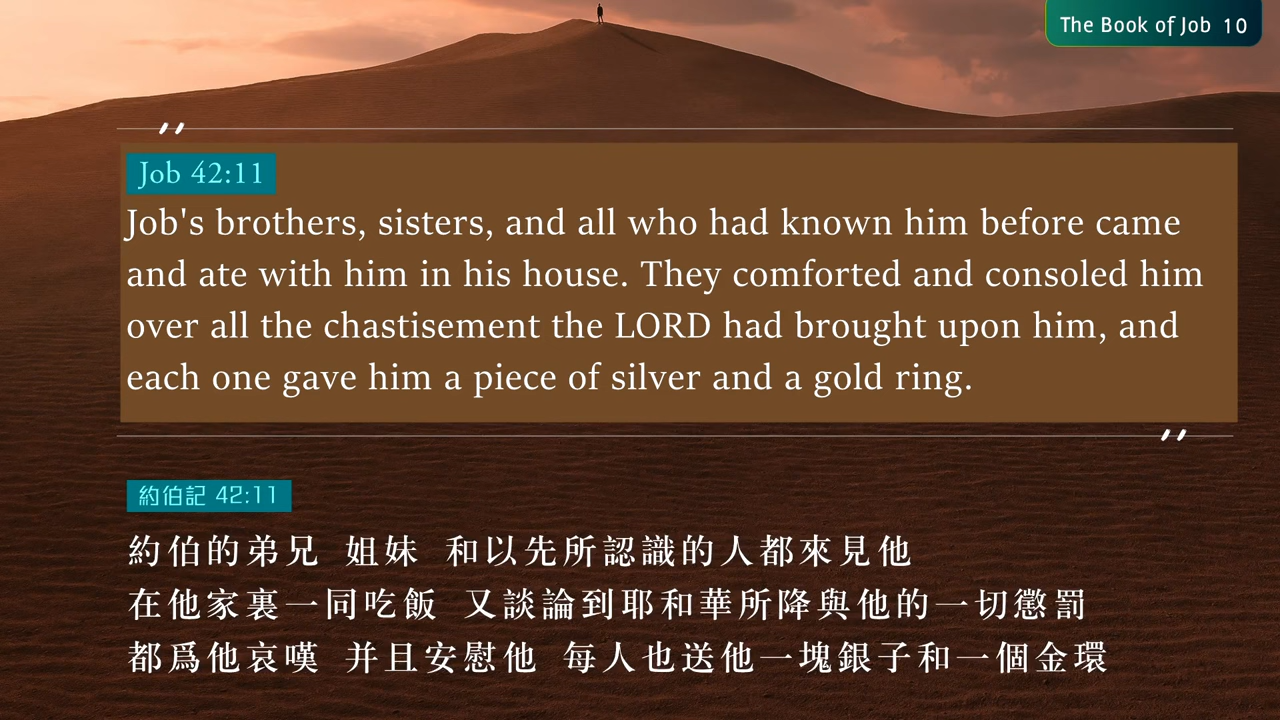 The Book of Job 10
"
Job 42:11
Job's brothers, sisters, and all who had known him before came
and ate with him in his house. They comforted and consoled him
over all the chastisement the LORD had brought upon him, and
each one gave him a piece of silver and a gold ring.
"
約伯記 42:11
約伯的弟兄 姐妹 和以先所認識的人都來見他
在他家裏一同吃飯 又談論到耶和華所降與他的一切懲罰
都爲他哀嘆 并且安慰他 每人也送他一塊銀子和一個金環